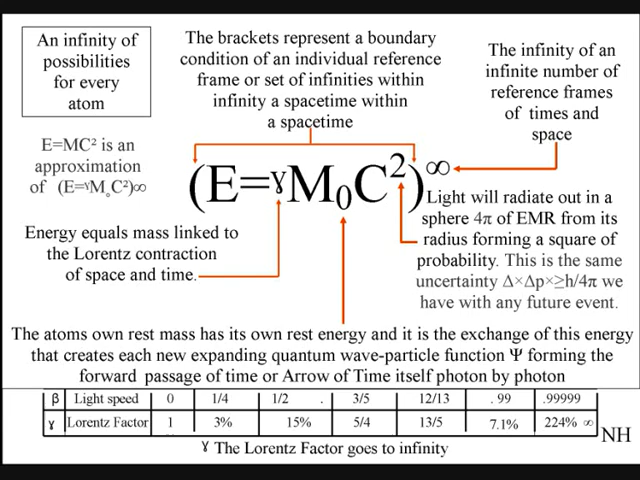 An infinity of
possibilities
for every
atom
The brackets represent a boundary
condition of an individual reference
frame or set of infinities within
infinity a spacetime within
a spacetime
The infinity of an
infinite number of
reference frames
of times and
space
E=MC² is an
approximation
of (E=ˠM˳C²)∞
(E=ɣM₀C²)∞
Energy equals mass linked to
the Lorentz contraction
of space and time.
Light will radiate out in a
sphere 4π of EMR from its
radius forming a square of
probability. This is the same
uncertainty Δ×Δp×≥h/4π we
have with any future event.
The atoms own rest mass has its own rest energy and it is the exchange of this energy
that creates each new expanding quantum wave-particle function Ψ forming the
forward passage of time or Arrow of Time itself photon by photon
β Light speed 0 1/4 1/2 . 3/5 12/13 . 99 .99999
ɣ Lorentz Factor 1 3% 15% 5/4 13/5 7.1% 224% ∞
ɣ The Lorentz Factor goes to infinity
NH